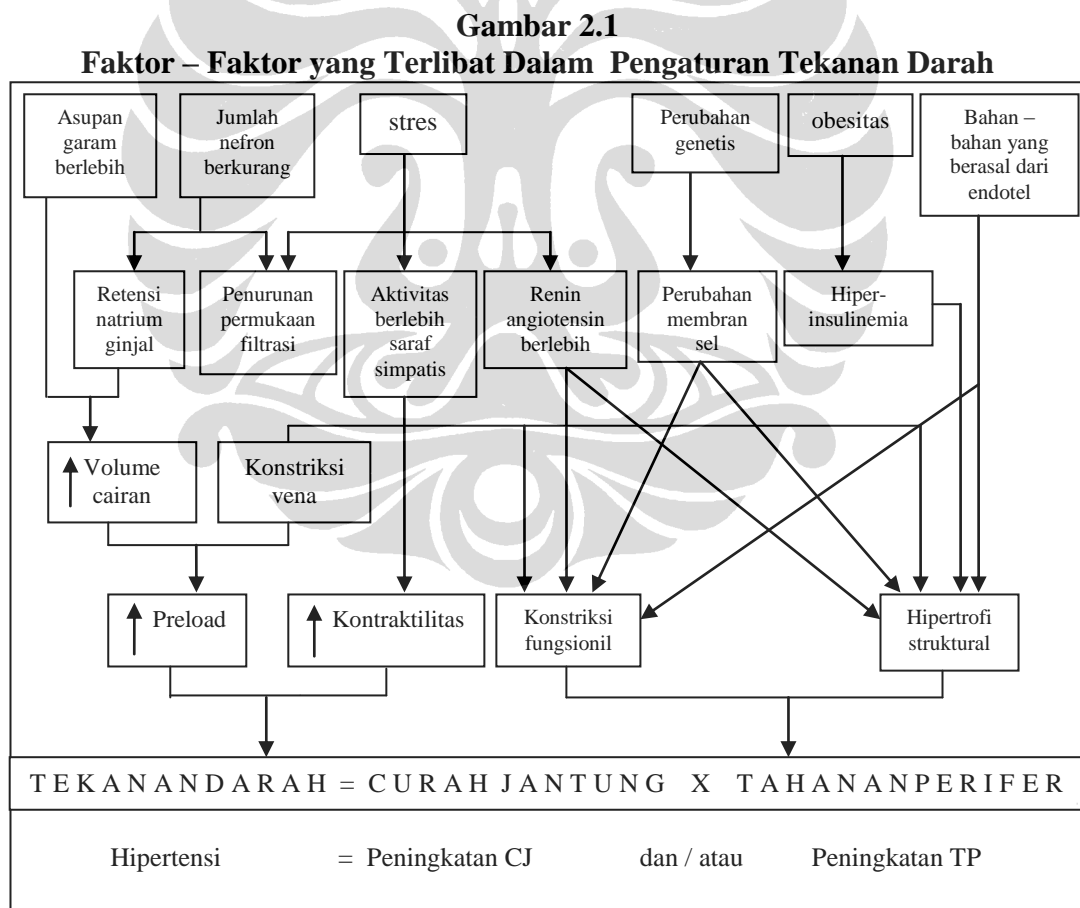 Gambar 2.1
Faktor – Faktor yang Terlibat Dalam Pengaturan Tekanan Darah
Asupan
garam
berlebih
Jumlah
nefron
berkurang
stres
Perubahan
genetis
obesitas
Bahan –
bahan yang
berasal dari
endotel
Retensi
natrium
ginjal
Penurunan
permukaan
filtrasi
Aktivitas
berlebih
saraf
simpatis
Renin
angiotensin
berlebih
Perubahan
membran
sel
Hiper-
insulinemia
Volume
cairan
Konstriksi
vena
Preload
Kontraktilitas
Konstriksi
fungsionil
Hipertrofi
struktural
T E K A N A N D A R A H = C U R A H J A N T U N G X T A H A N A N P E R I F E R
Hipertensi = Peningkatan CJ dan / atau Peningkatan TP